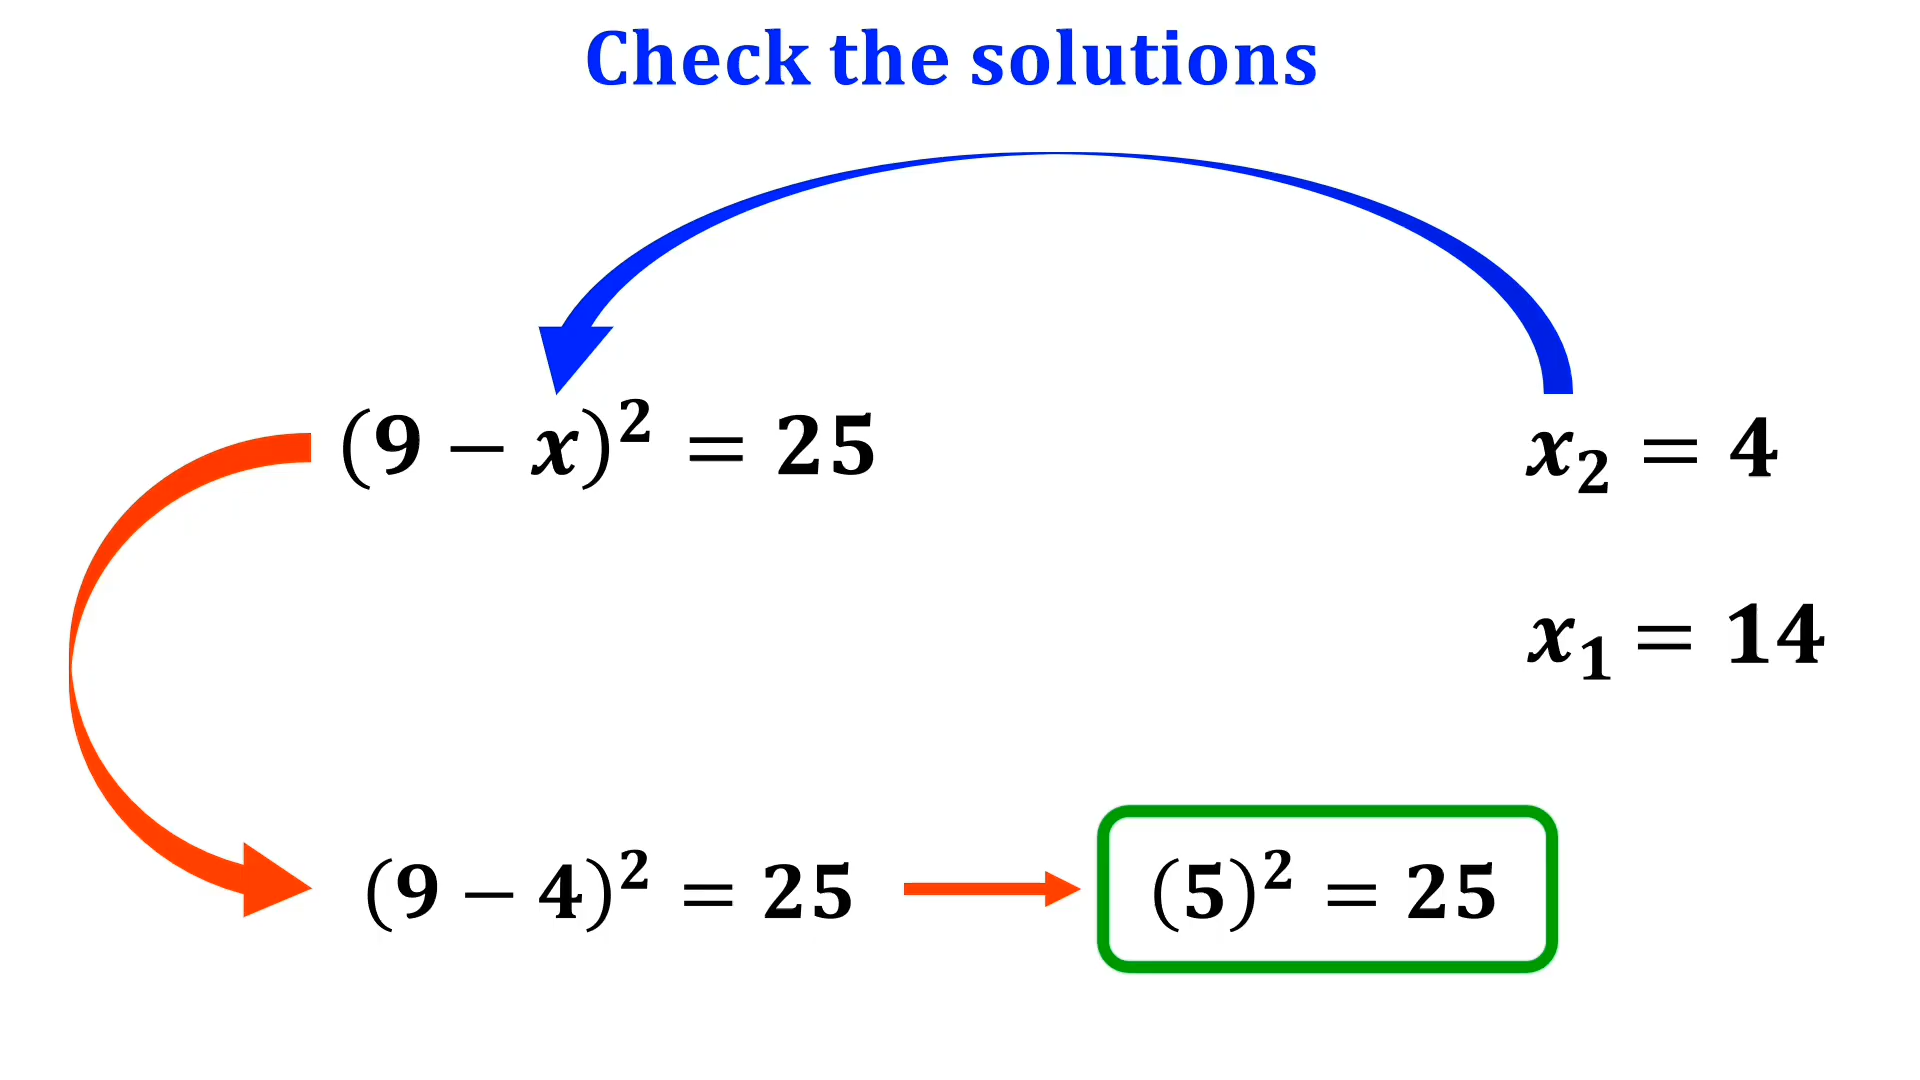 Check the solutions
(9 − x)² = 25
x₂ = 4
x₁ = 14
(9 − 4)² = 25
(5)² = 25